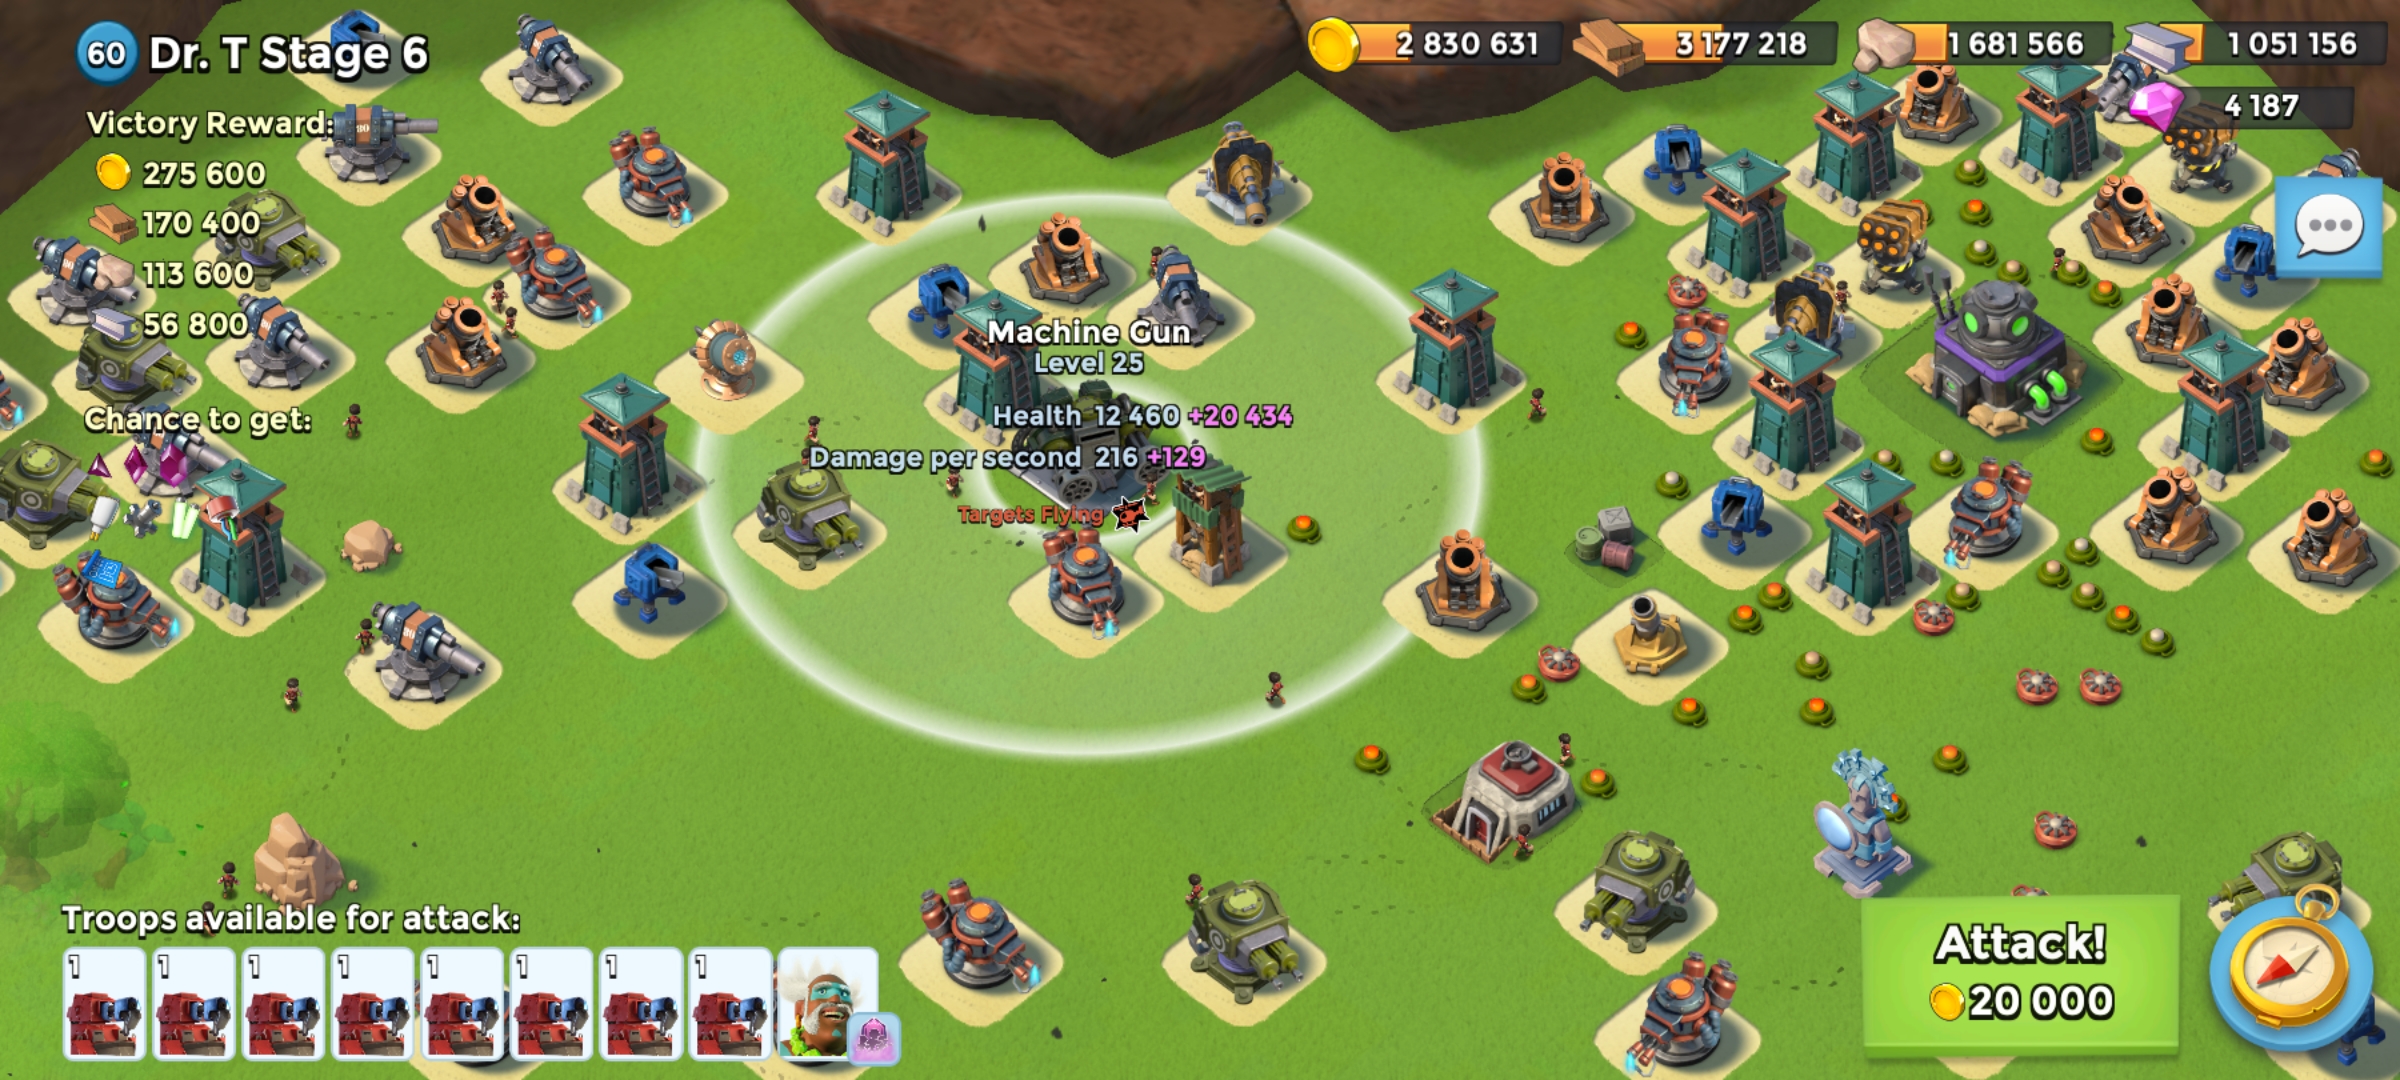 60 Dr. T Stage 6
2 830 631
3 177 218
1 681 566
1 051 156
4 187
Victory Reward:
275 600
170 400
113 600
56 800
Chance to get:
Machine Gun
Level 25
Health 12 460 +20 434
Damage per second 216 +129
Targets Flying
Troops available for attack:
1 1 1 1 1 1 1 1
Attack!
20 000